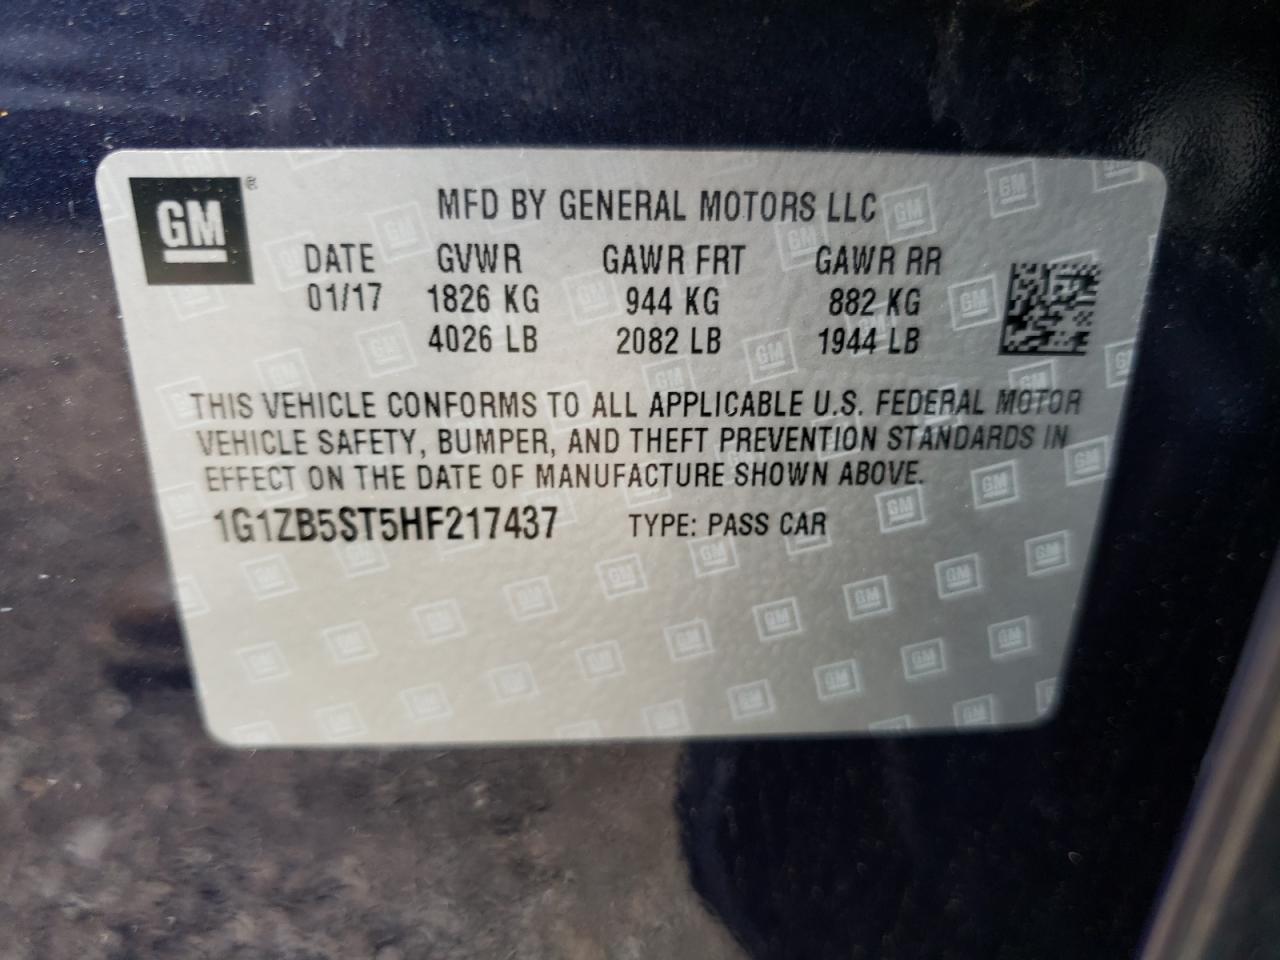 GM ®
MFD BY GENERAL MOTORS LLC
DATE GVWR GAWR FRT GAWR RR
01/17 1826 KG 944 KG 882 KG
4026 LB 2082 LB 1944 LB
THIS VEHICLE CONFORMS TO ALL APPLICABLE U.S. FEDERAL MOTOR
VEHICLE SAFETY, BUMPER, AND THEFT PREVENTION STANDARDS IN
EFFECT ON THE DATE OF MANUFACTURE SHOWN ABOVE.
1G1ZB5ST5HF217437 TYPE: PASS CAR